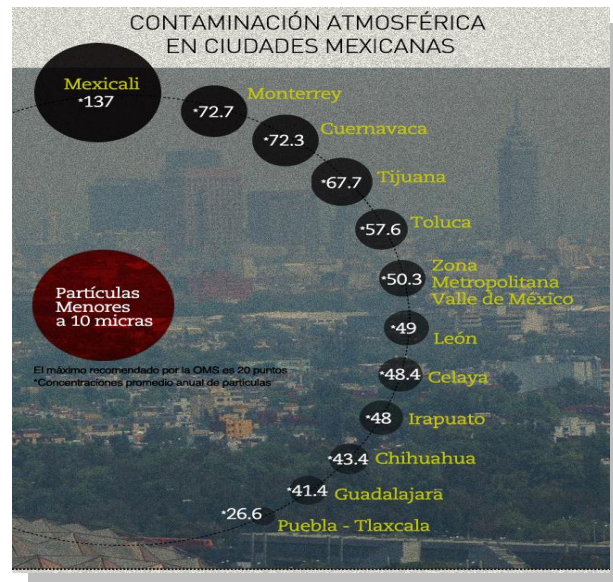 CONTAMINACIÓN ATMOSFÉRICA
EN CIUDADES MEXICANAS
Mexicali
*137
Monterrey
*72.7
Cuernavaca
*72.3
Tijuana
*67.7
Toluca
*57.6
Zona
Metropolitana
Valle de México
*50.3
León
*49
Celaya
*48.4
Irapuato
*48
Chihuahua
*43.4
Guadalajara
*41.4
Puebla - Tlaxcala
*26.6
Partículas
Menores
a 10 micras
El máximo recomendado por la OMS es 20 puntos
*Concentraciones promedio anual de partículas